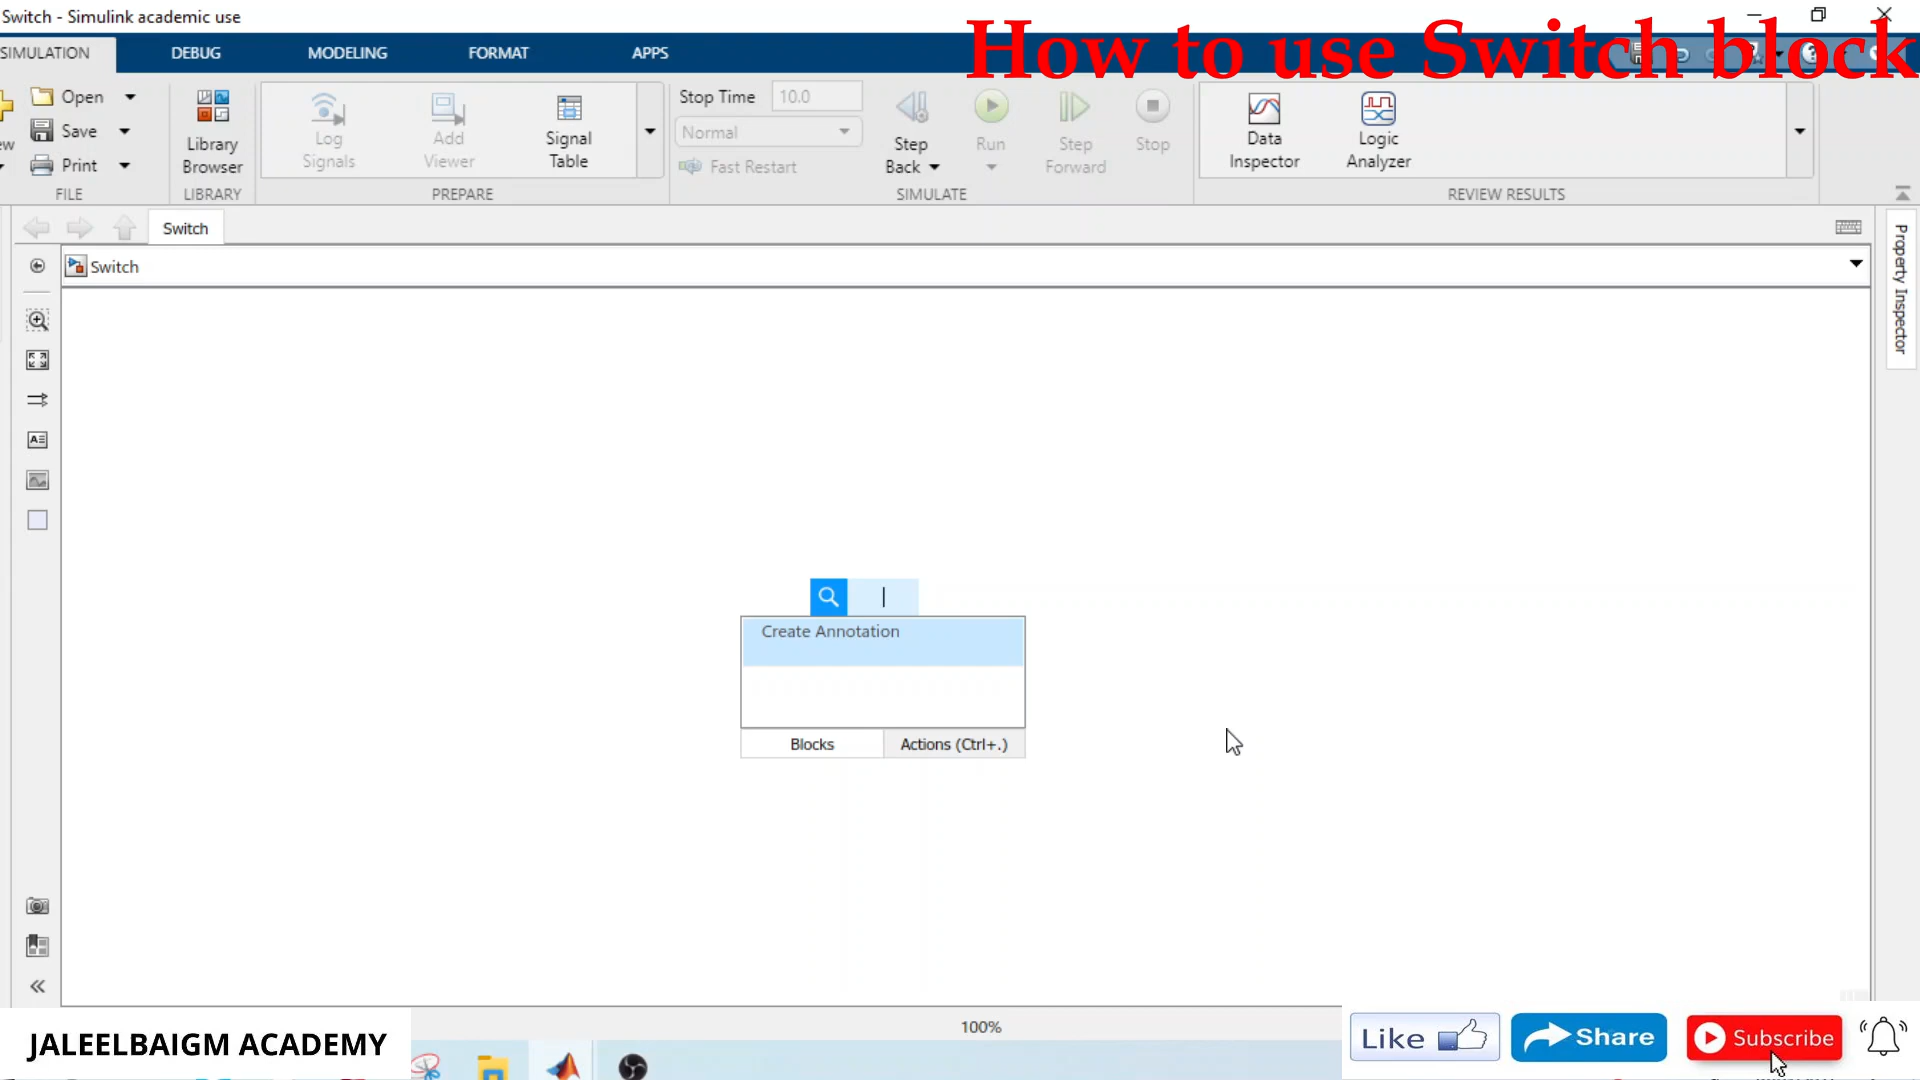 Switch - Simulink academic use
How to use Switch block
SIMULATION
DEBUG
MODELING
FORMAT
APPS
Open
Save
Print
FILE
Library
Browser
LIBRARY
Log
Signals
Add
Viewer
Signal
Table
PREPARE
Stop Time 10.0
Normal
Fast Restart
Step
Back
Run
Step
Forward
Stop
SIMULATE
Data
Inspector
Logic
Analyzer
REVIEW RESULTS
Switch
Switch
Property Inspector
Create Annotation
Blocks
Actions (Ctrl+.)
100%
JALEELBAIGM ACADEMY
Like
Share
Subscribe